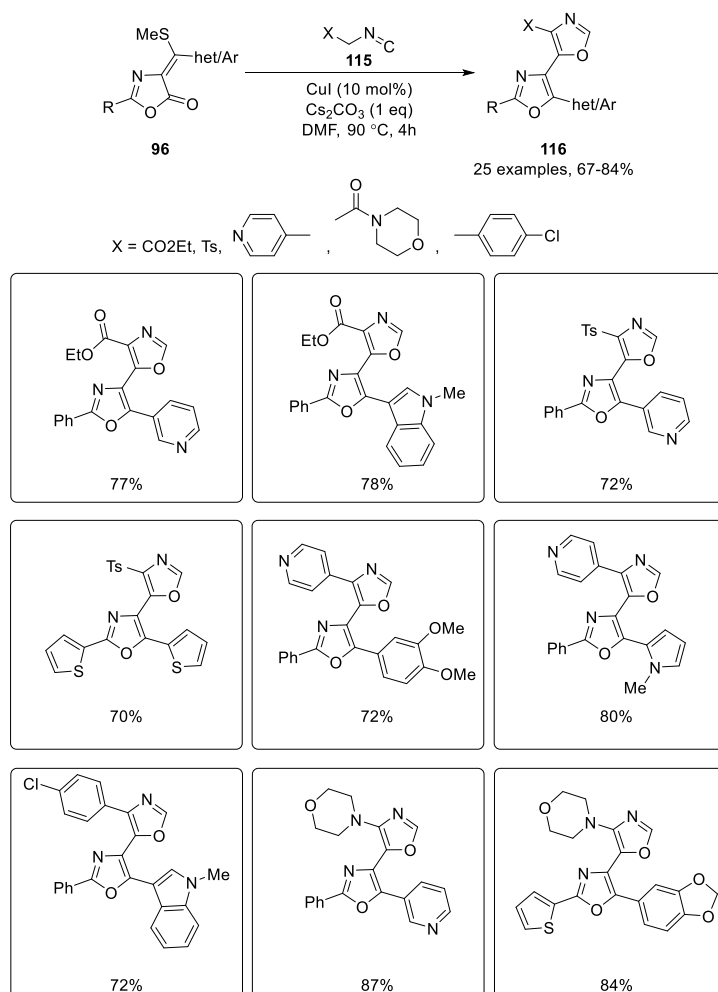 MeS
X
N
C
X
N
O
het/Ar
115
N
O
CuI (10 mol%)
Cs2CO3 (1 eq)
DMF, 90 °C, 4h
N
R
O
O
R
O
het/Ar
96
116
25 examples, 67-84%
X = CO2Et, Ts, N , O N O , Cl
O
EtO
N
O
N
Ph
O
N
77%
O
EtO
N
O
N
Ph
O
N
Me
78%
Ts
N
O
N
Ph
O
N
72%
Ts
N
O
N
S
O
S
70%
N
N
O
N
Ph
O
OMe
OMe
72%
N
N
O
N
Ph
O
N
Me
80%
Cl
N
O
N
Ph
O
N
Me
72%
O
N
N
O
N
Ph
O
N
87%
O
N
N
O
N
S
O
O
O
84%